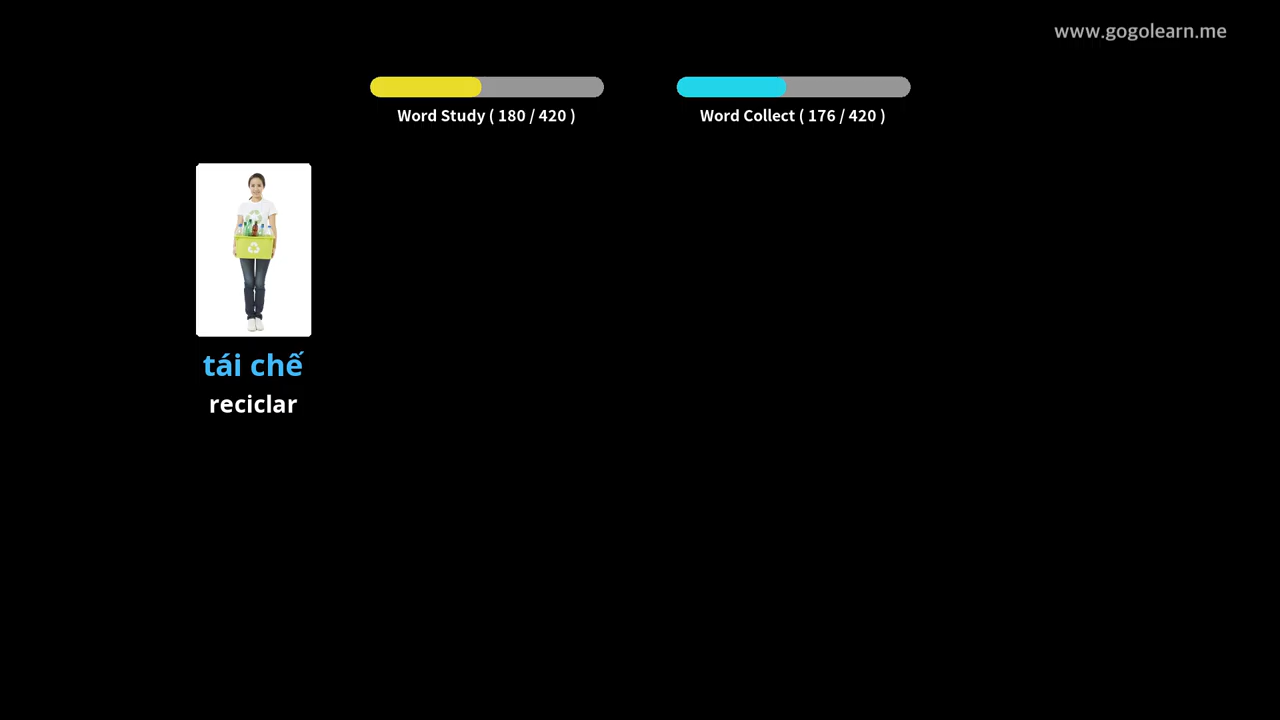 www.gogolearn.me
Word Study ( 180 / 420 )
Word Collect ( 176 / 420 )
tái chế
reciclar